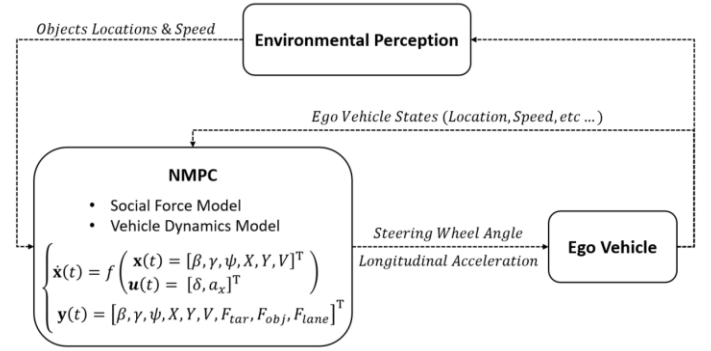 Objects Locations & Speed
Environmental Perception
Ego Vehicle States (Location, Speed, etc ...)
NMPC
• Social Force Model
• Vehicle Dynamics Model
ẋ(t) = f ( x(t) = [β, γ, ψ, X, Y, V]ᵀ
u(t) = [δ, aₓ]ᵀ )
y(t) = [β, γ, ψ, X, Y, V, F_tar, F_obj, F_lane]ᵀ
Steering Wheel Angle
Longitudinal Acceleration
Ego Vehicle